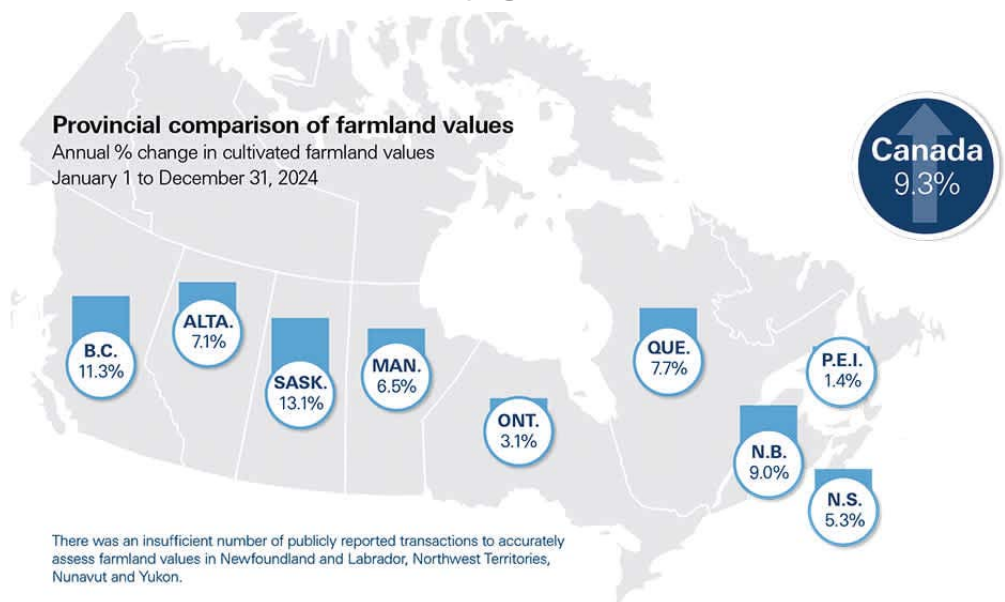 Provincial comparison of farmland values
Annual % change in cultivated farmland values
January 1 to December 31, 2024
Canada
9.3%
B.C.
11.3%
ALTA.
7.1%
SASK.
13.1%
MAN.
6.5%
ONT.
3.1%
QUE.
7.7%
P.E.I.
1.4%
N.B.
9.0%
N.S.
5.3%
There was an insufficient number of publicly reported transactions to accurately
assess farmland values in Newfoundland and Labrador, Northwest Territories,
Nunavut and Yukon.